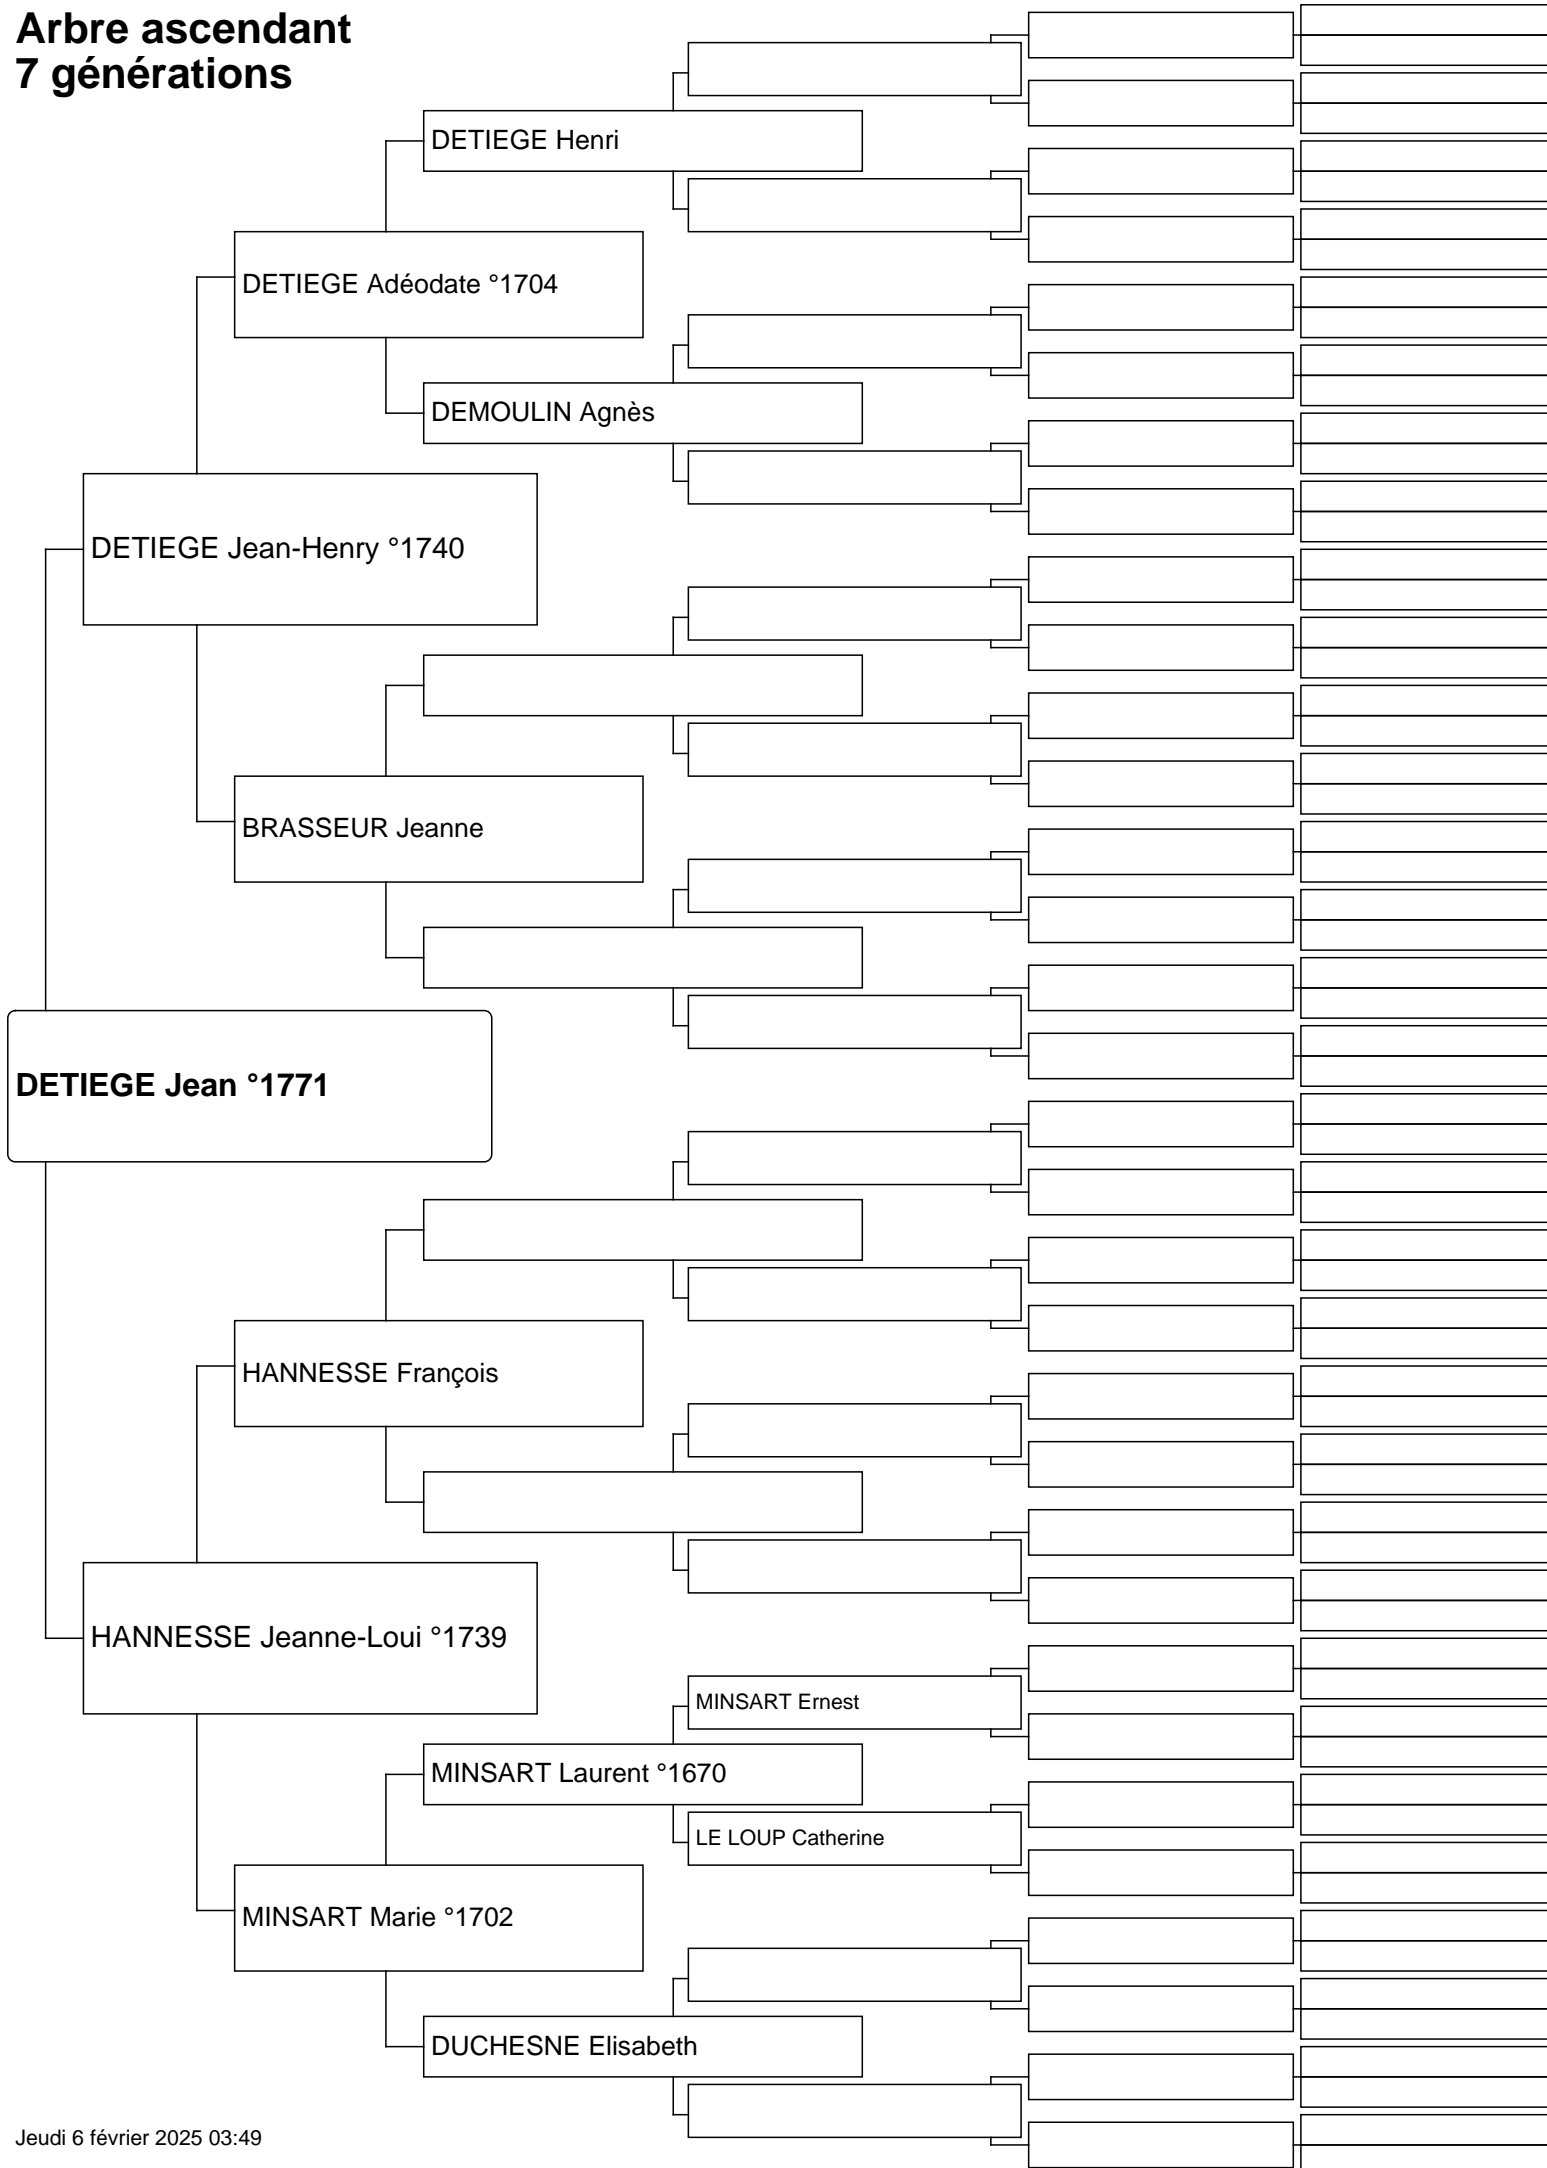 Arbre ascendant
7 générations
DETIEGE Henri
DETIEGE Adéodate °1704
DEMOULIN Agnès
DETIEGE Jean-Henry °1740
BRASSEUR Jeanne
DETIEGE Jean °1771
HANNESSE François
HANNESSE Jeanne-Loui °1739
MINSART Ernest
MINSART Laurent °1670
LE LOUP Catherine
MINSART Marie °1702
DUCHESNE Elisabeth
Jeudi 6 février 2025 03:49